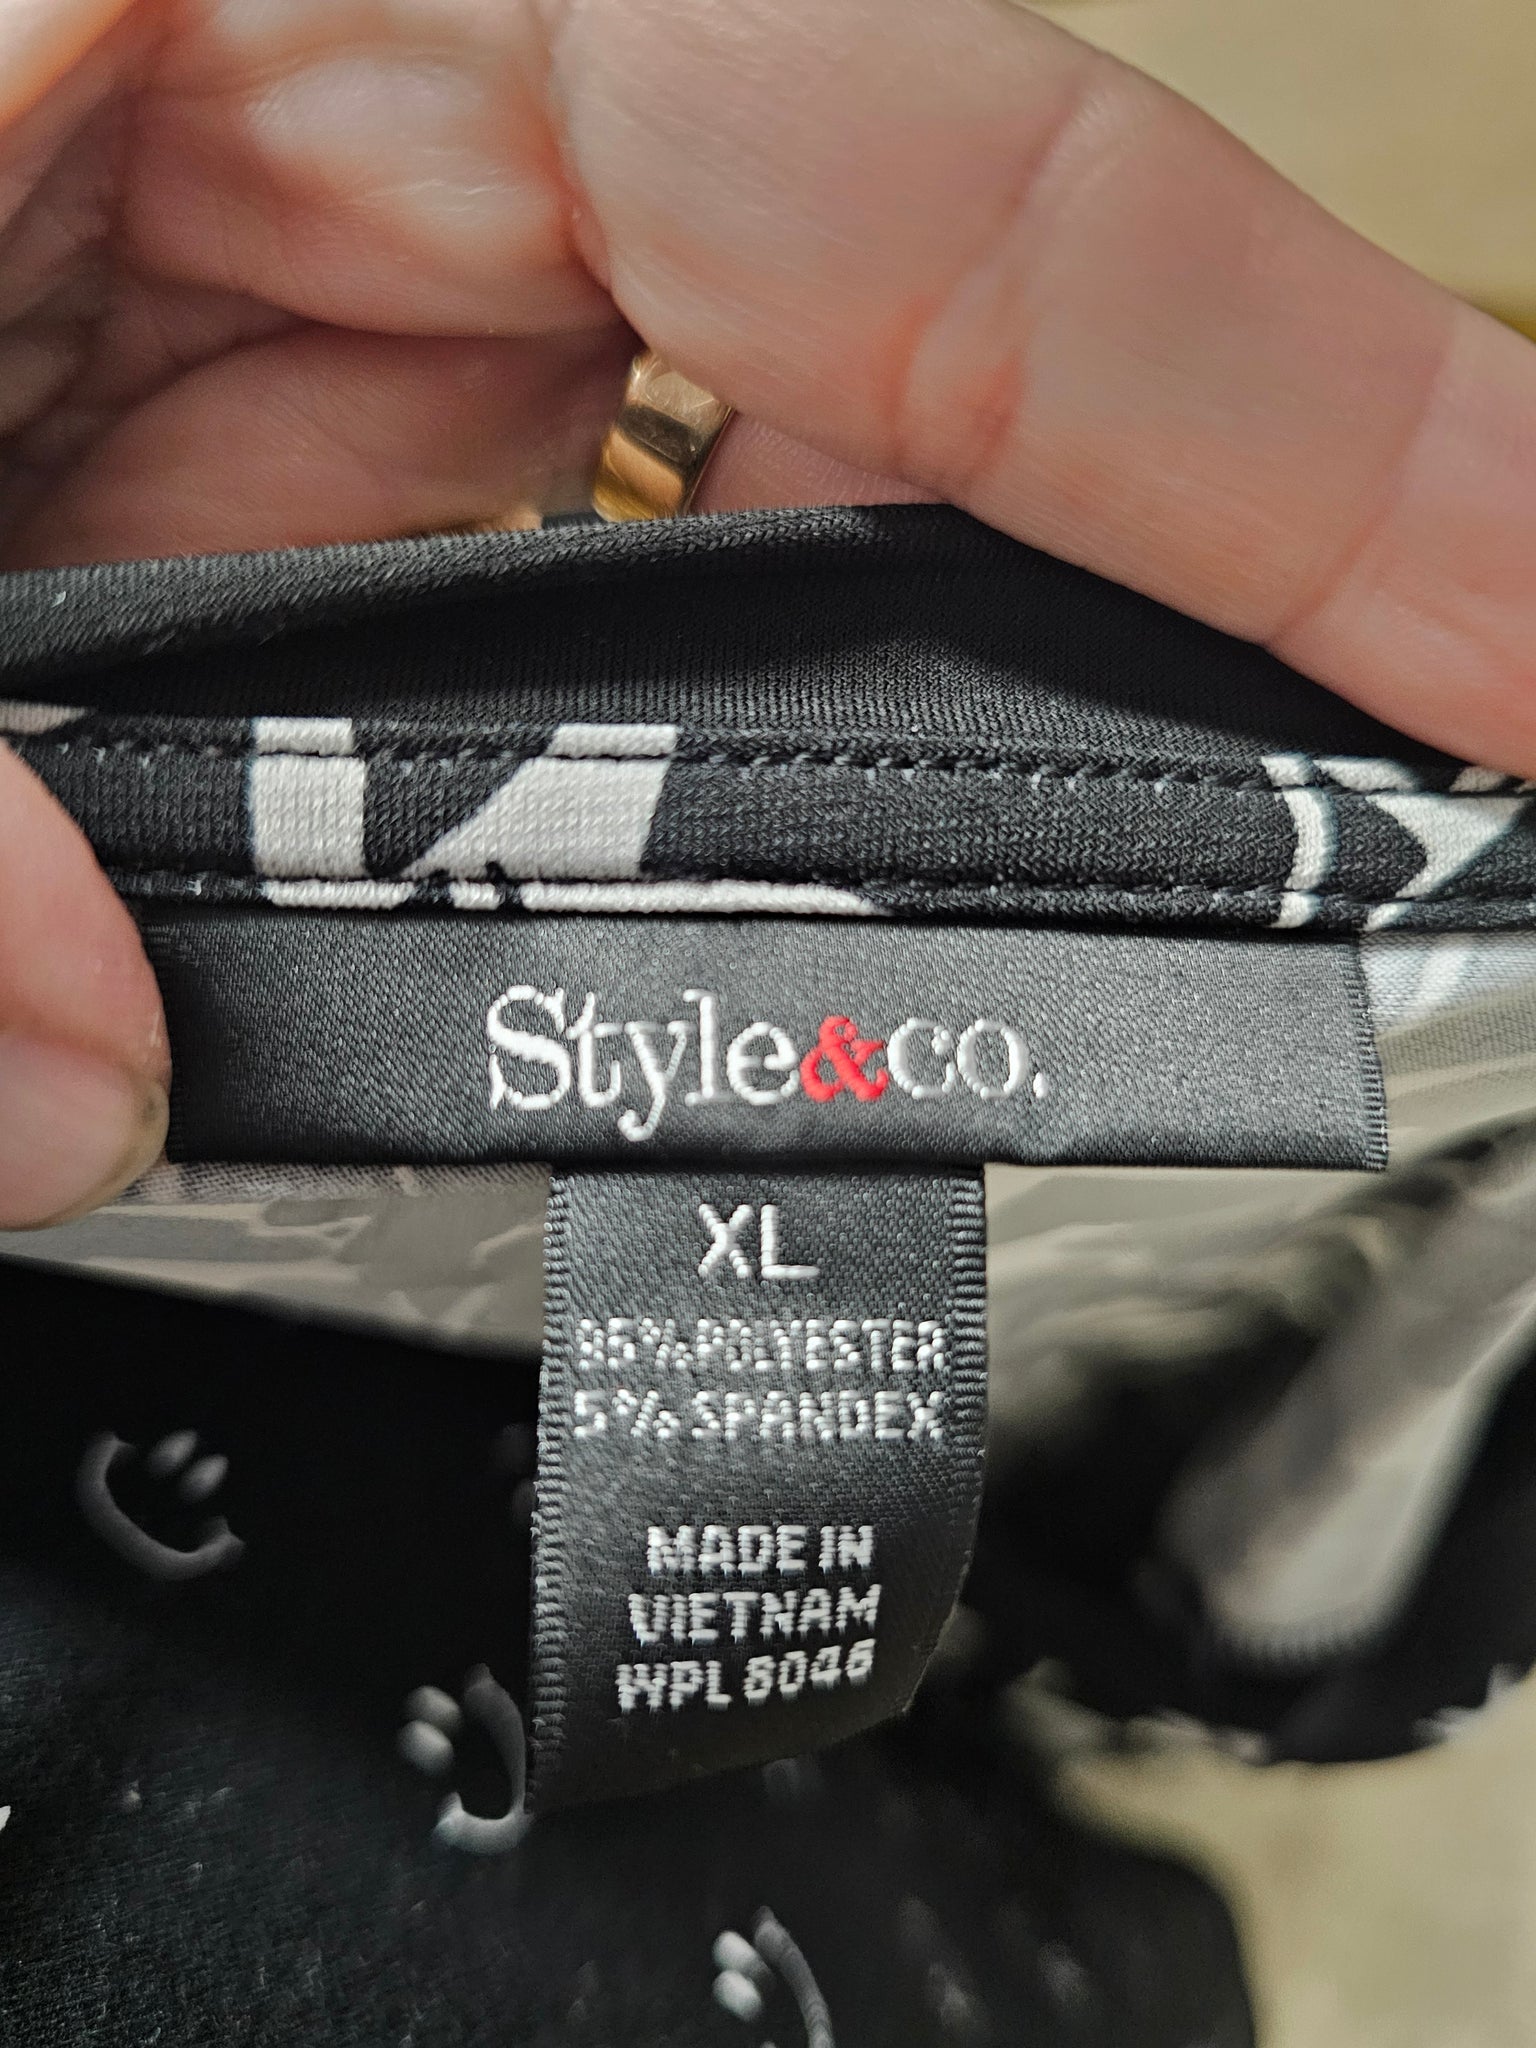 Style&co.
XL
95% POLYESTER
5% SPANDEX
MADE IN
VIETNAM
WPL 8046